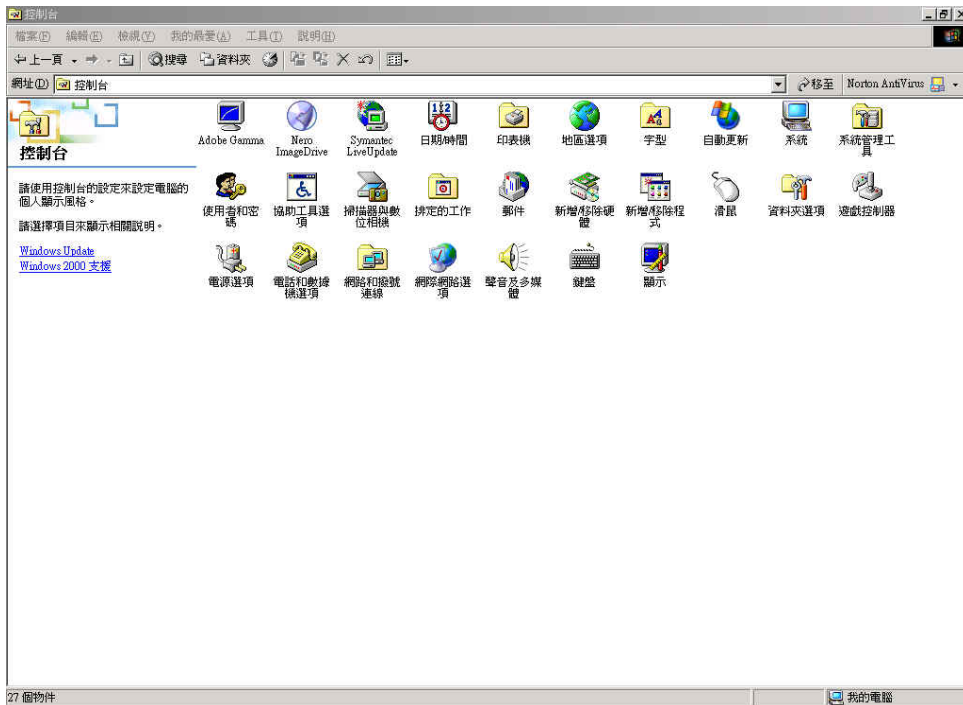 控制台
檔案(F) 編輯(E) 檢視(V) 我的最愛(A) 工具(T) 說明(H)
上一頁 搜尋 資料夾
網址(D) 控制台 移至 Norton AntiVirus
控制台
請使用控制台的設定來設定電腦的
個人顯示風格。
請選擇項目來顯示相關說明。
Windows Update
Windows 2000 支援
Adobe Gamma
Nero
ImageDrive
Symantec
LiveUpdate
日期/時間
印表機
地區選項
字型
自動更新
系統
系統管理工
具
使用者和密
碼
協助工具選
項
掃描器與數
位相機
排定的工作
郵件
新增/移除硬
體
新增/移除程
式
滑鼠
資料夾選項
遊戲控制器
電源選項
電話和數據
機選項
網路和撥號
連線
網際網路選
項
聲音及多媒
體
鍵盤
顯示
27 個物件
我的電腦